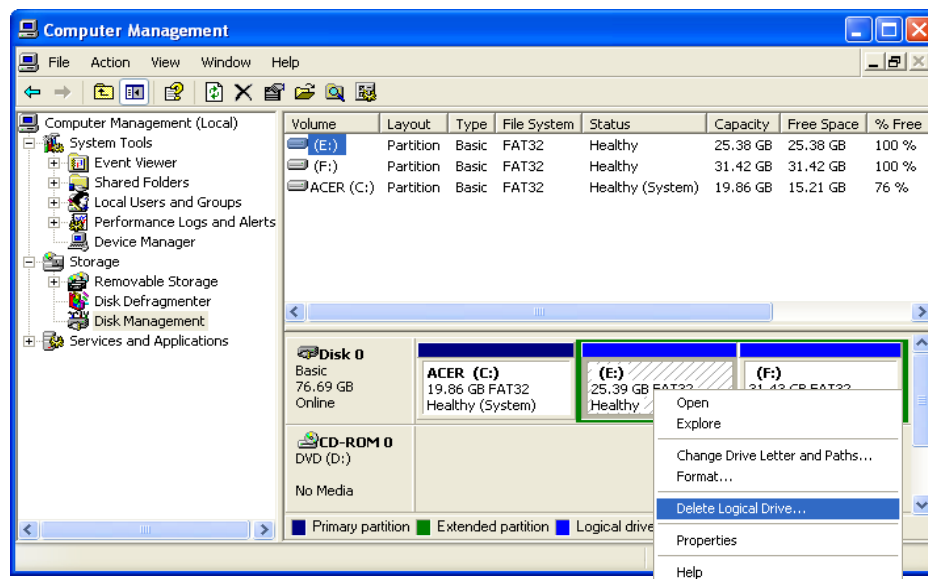 Computer Management
File Action View Window Help
Computer Management (Local)
System Tools
Event Viewer
Shared Folders
Local Users and Groups
Performance Logs and Alerts
Device Manager
Storage
Removable Storage
Disk Defragmenter
Disk Management
Services and Applications
Volume Layout Type File System Status Capacity Free Space % Free
(E:) Partition Basic FAT32 Healthy 25.38 GB 25.38 GB 100 %
(F:) Partition Basic FAT32 Healthy 31.42 GB 31.42 GB 100 %
ACER (C:) Partition Basic FAT32 Healthy (System) 19.86 GB 15.21 GB 76 %
Disk 0
Basic
76.69 GB
Online
ACER (C:)
19.86 GB FAT32
Healthy (System)
(E:)
25.39 GB FAT32
Healthy
(F:)
31.43 GB FAT32
CD-ROM 0
DVD (D:)
No Media
Primary partition Extended partition Logical drive
Open
Explore
Change Drive Letter and Paths...
Format...
Delete Logical Drive...
Properties
Help